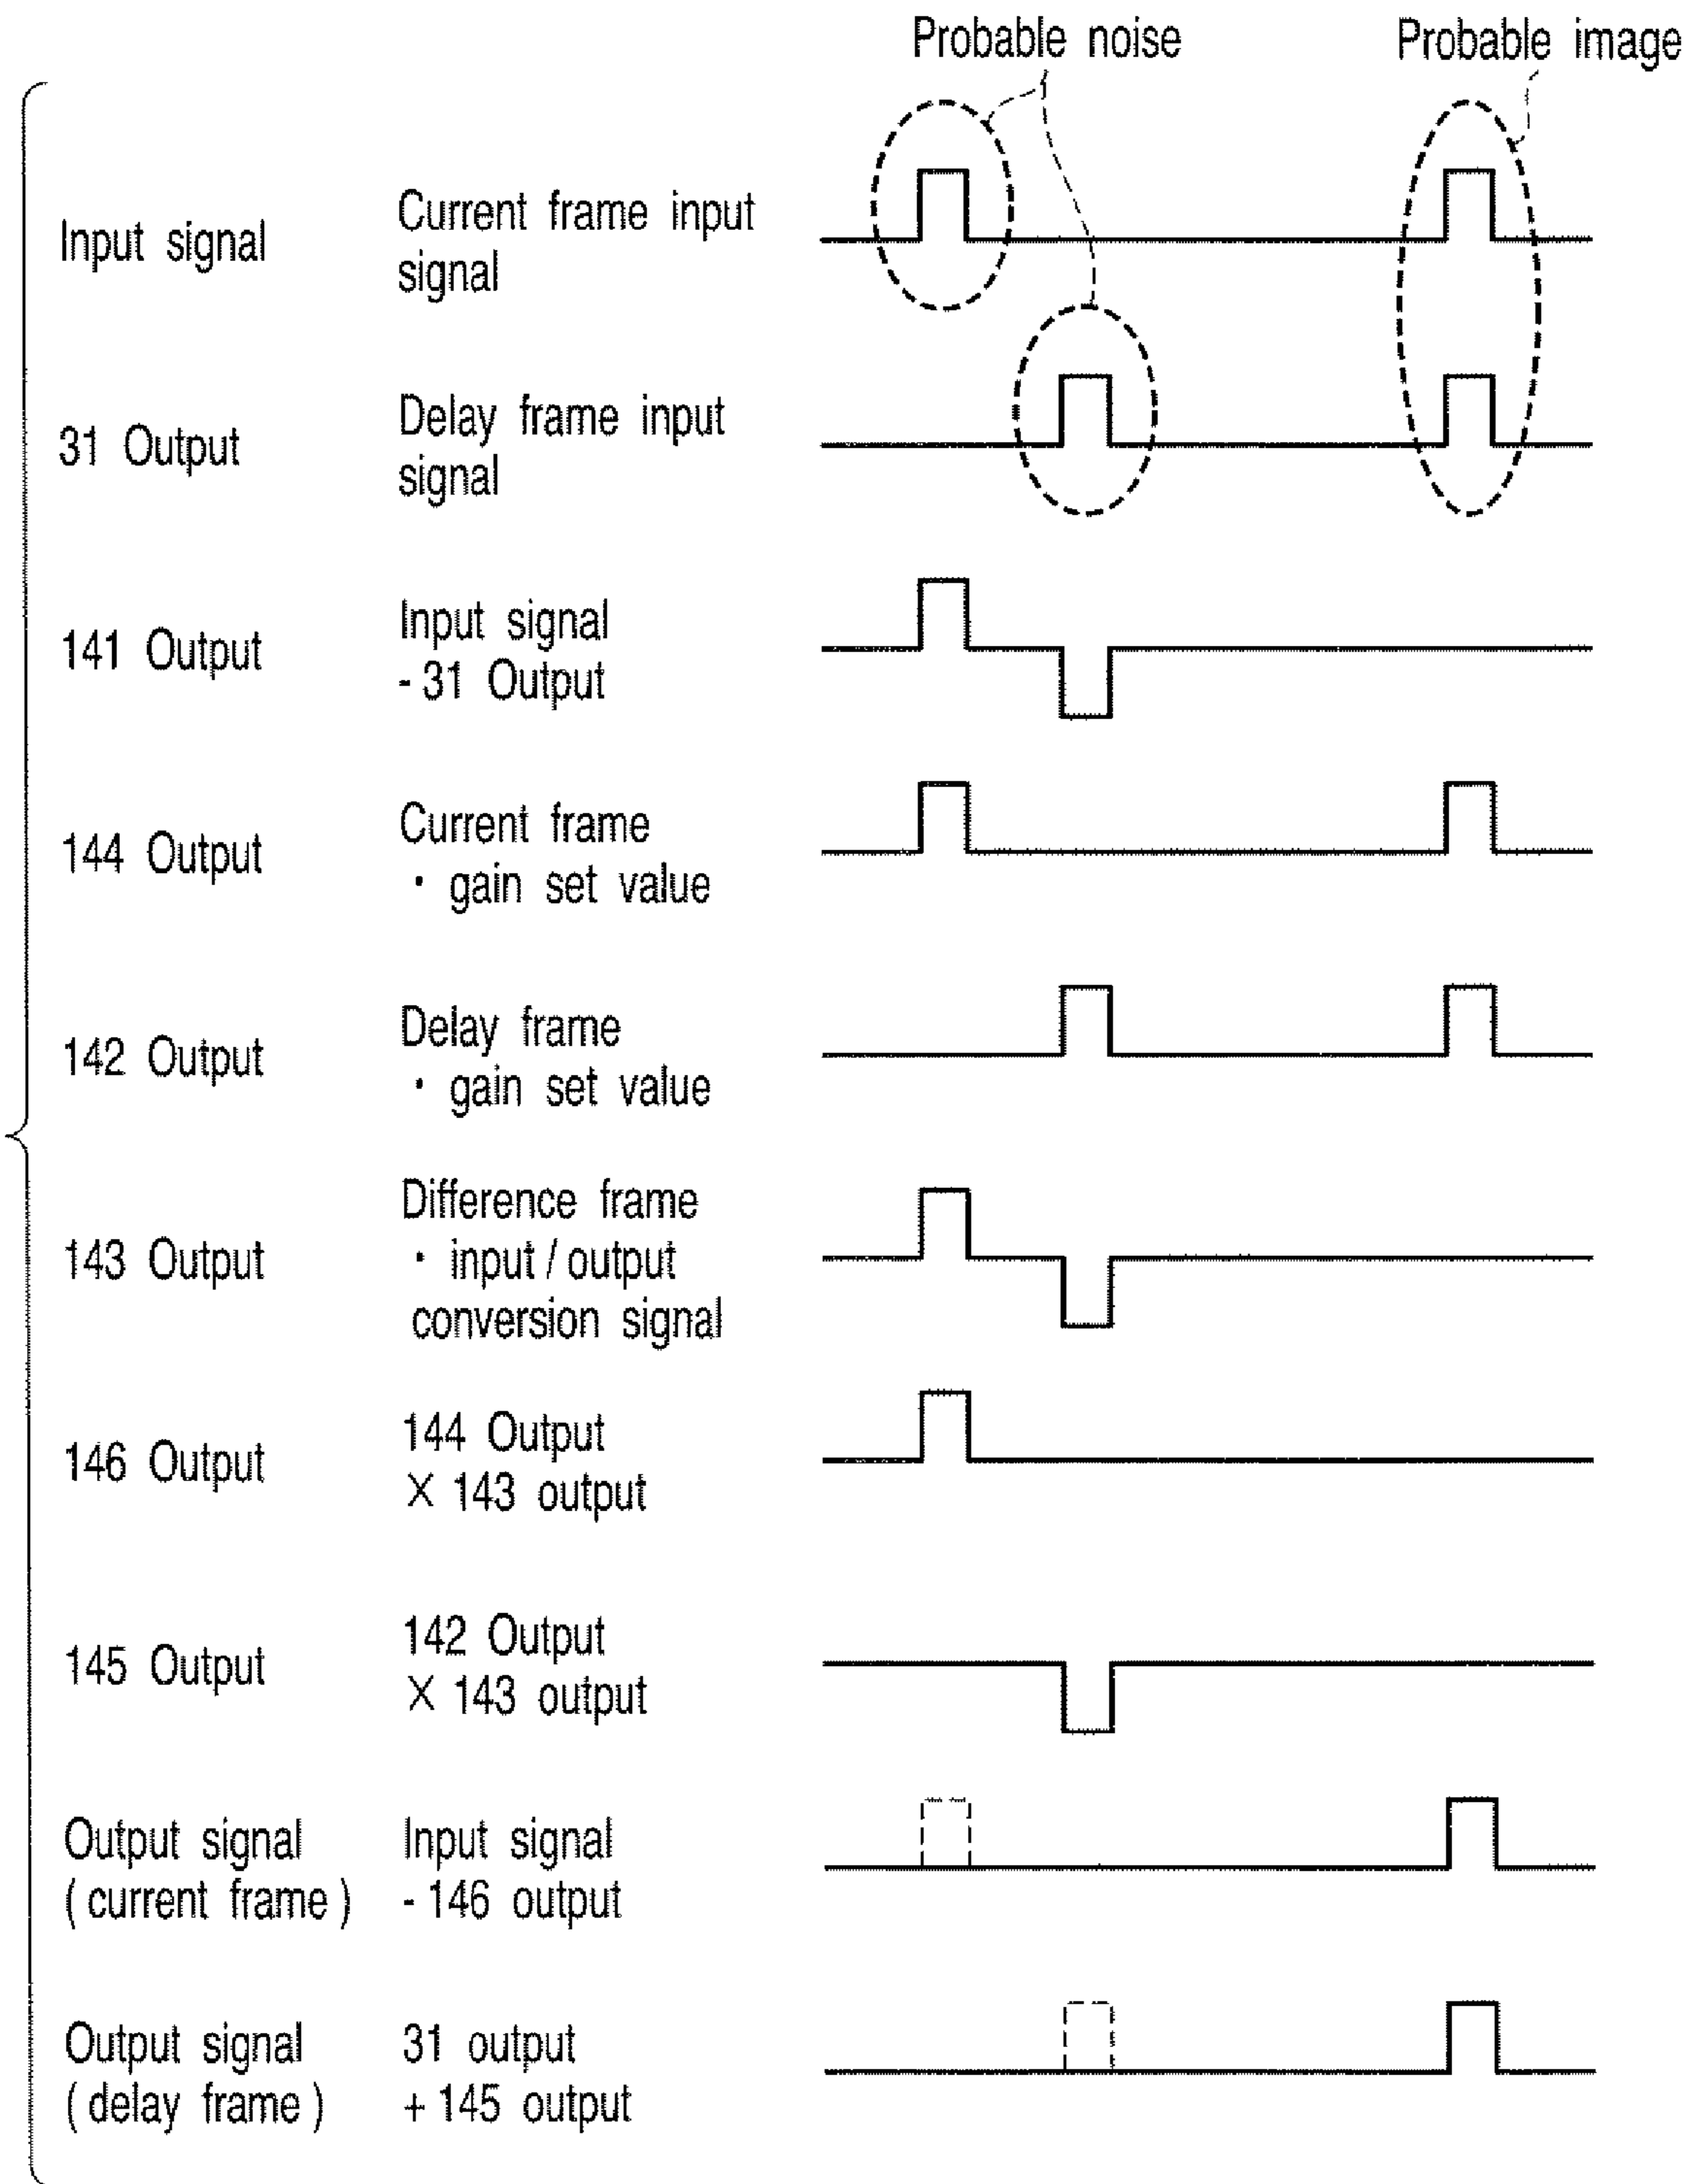 Probable noise
Probable image
Input signal
Current frame input
signal
31 Output
Delay frame input
signal
141 Output
Input signal
- 31 Output
144 Output
Current frame
· gain set value
142 Output
Delay frame
· gain set value
143 Output
Difference frame
· input / output
conversion signal
146 Output
144 Output
X 143 output
145 Output
142 Output
X 143 output
Output signal
( current frame )
Input signal
- 146 output
Output signal
( delay frame )
31 output
+ 145 output